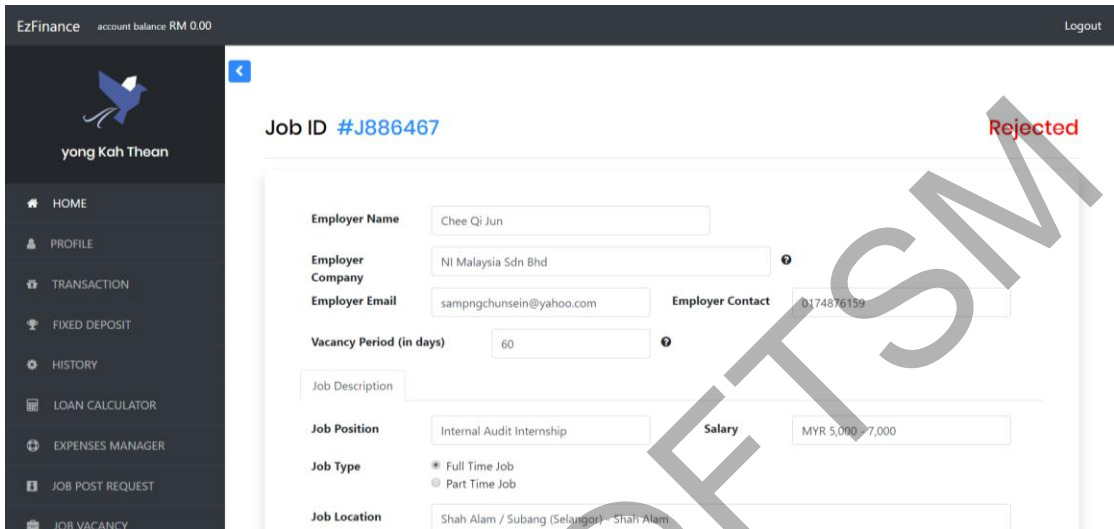 EzFinance account balance RM 0.00 Logout
yong Kah Thean
HOME
PROFILE
TRANSACTION
FIXED DEPOSIT
HISTORY
LOAN CALCULATOR
EXPENSES MANAGER
JOB POST REQUEST
JOB VACANCY
Job ID #J886467 Rejected
Employer Name Chee Qi Jun
Employer Company NI Malaysia Sdn Bhd
Employer Email sampngchunsein@yahoo.com Employer Contact 0174876159
Vacancy Period (in days) 60
Job Description
Job Position Internal Audit Internship Salary MYR 5,000 - 7,000
Job Type Full Time Job
Part Time Job
Job Location Shah Alam / Subang (Selangor) - Shah Alam
FTSM